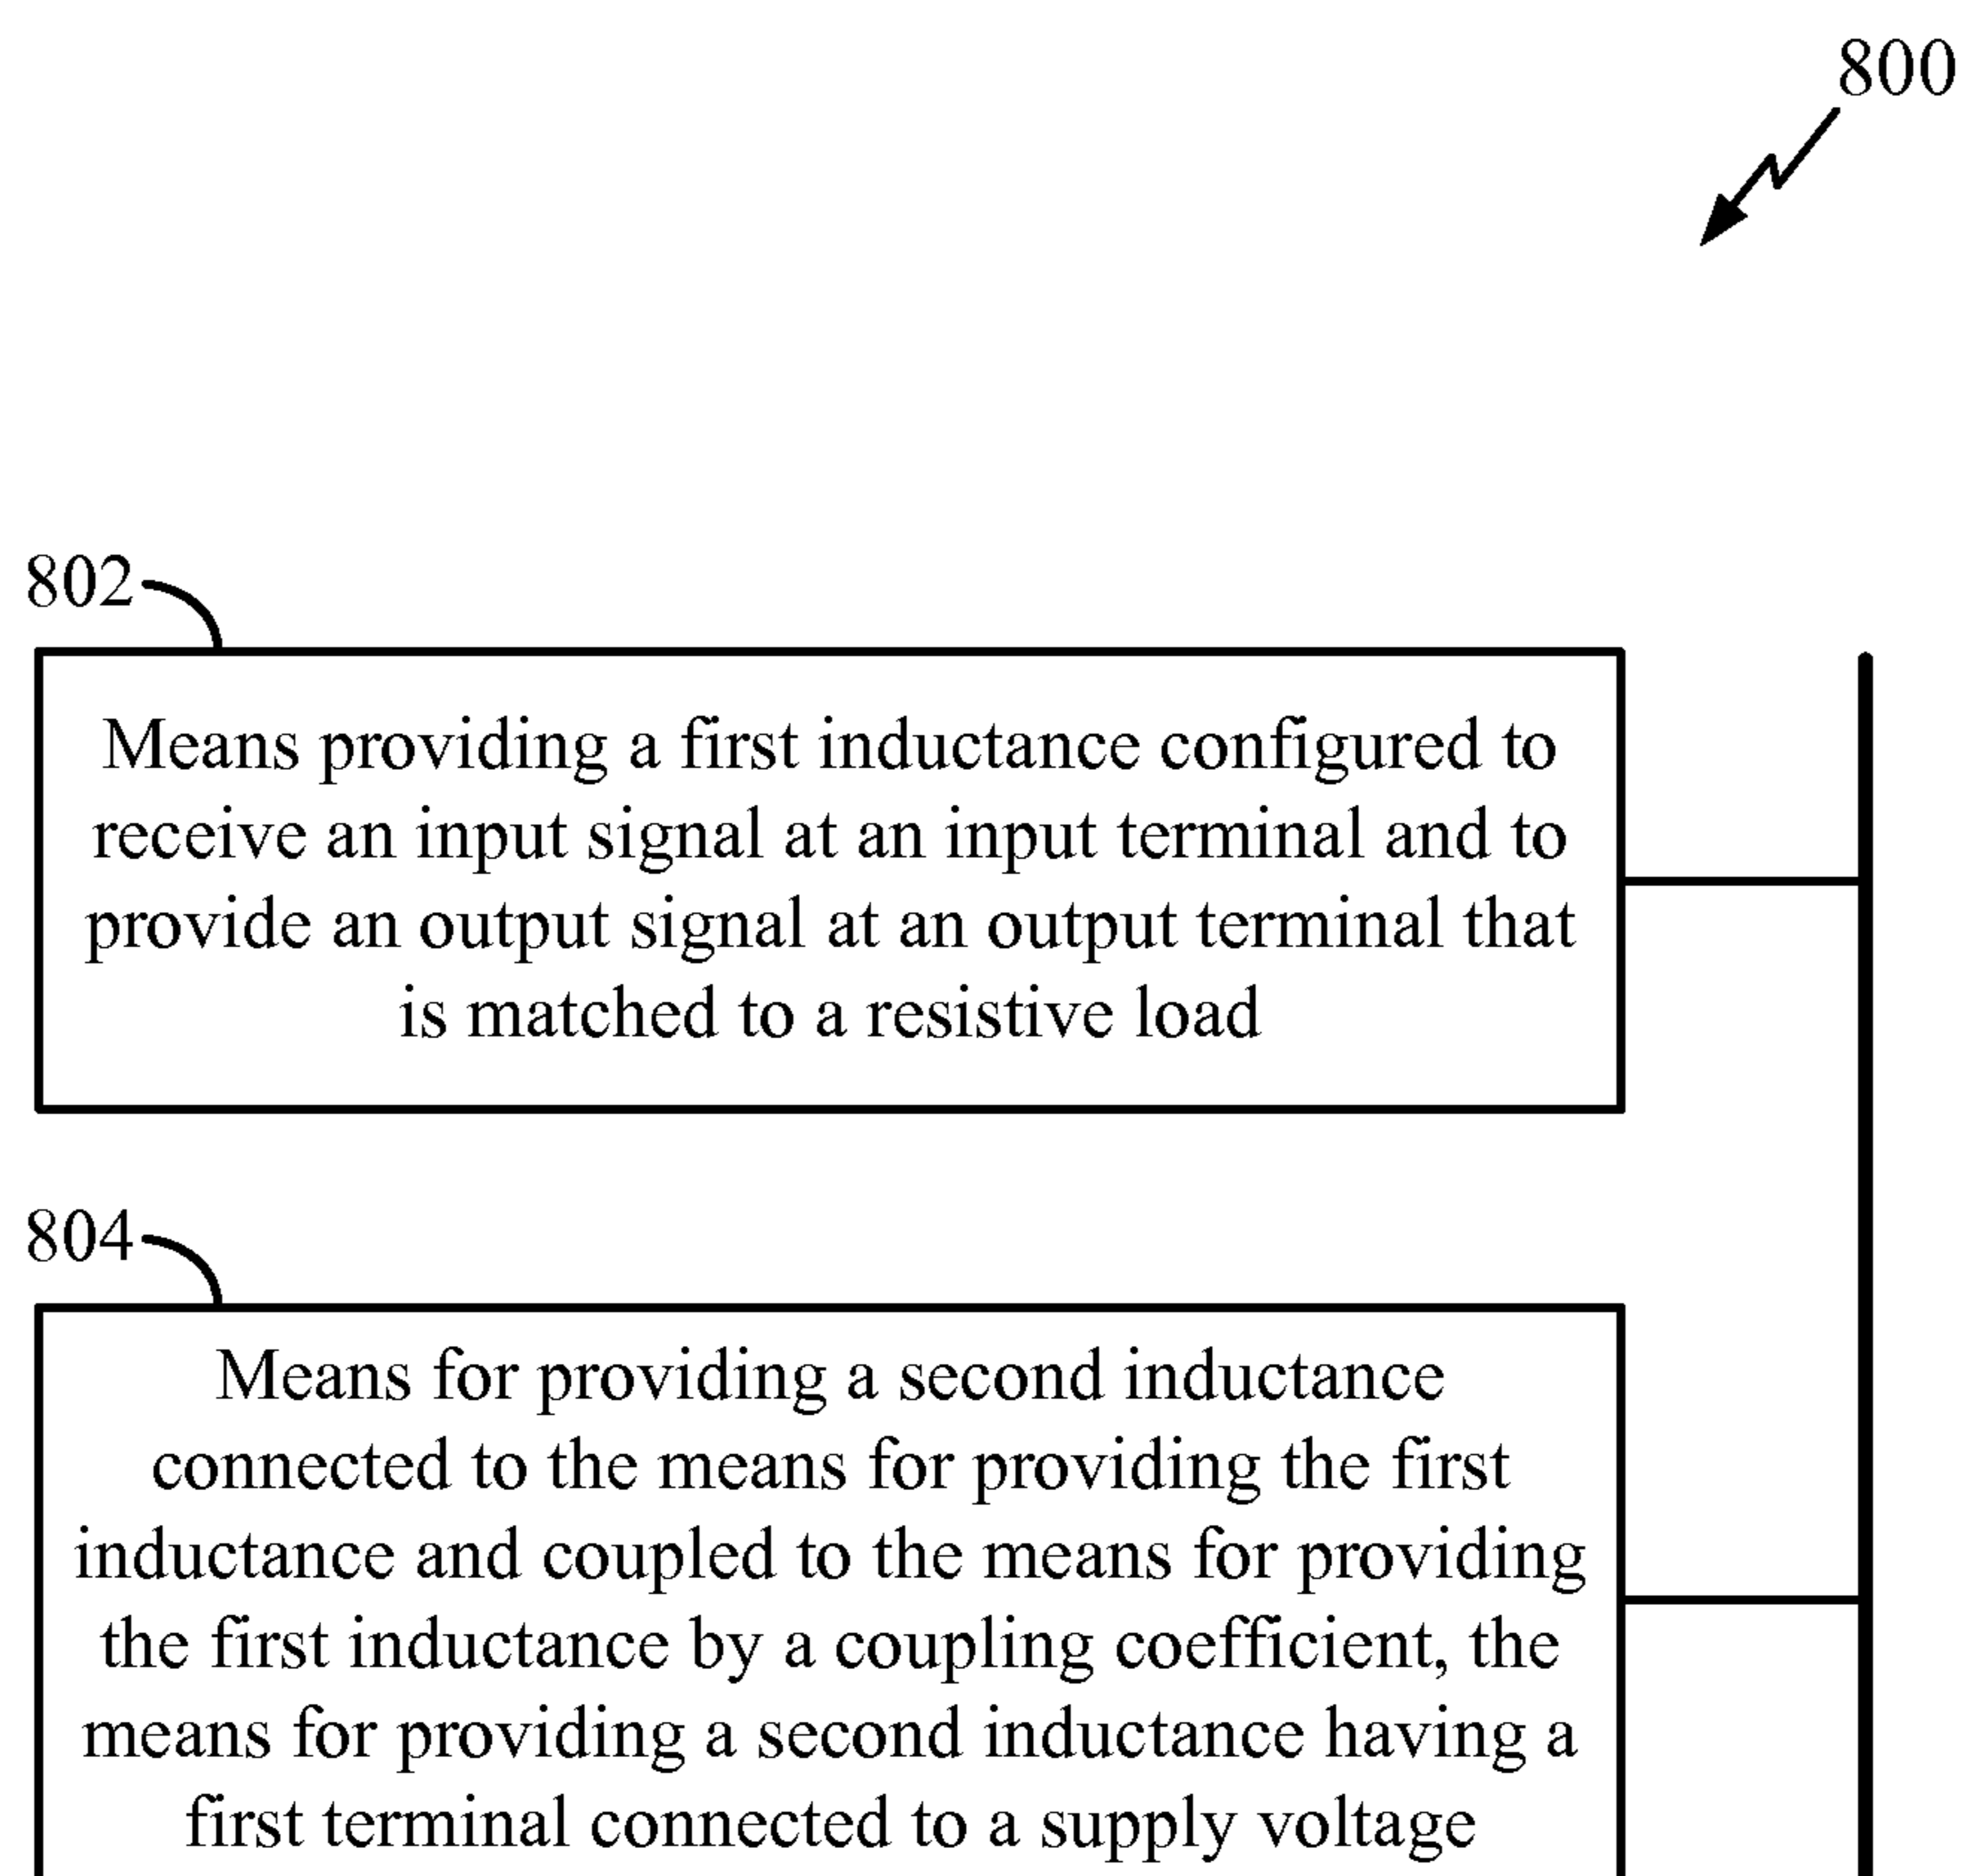 800
802
Means providing a first inductance configured to
receive an input signal at an input terminal and to
provide an output signal at an output terminal that
is matched to a resistive load
804
Means for providing a second inductance
connected to the means for providing the first
inductance and coupled to the means for providing
the first inductance by a coupling coefficient, the
means for providing a second inductance having a
first terminal connected to a supply voltage